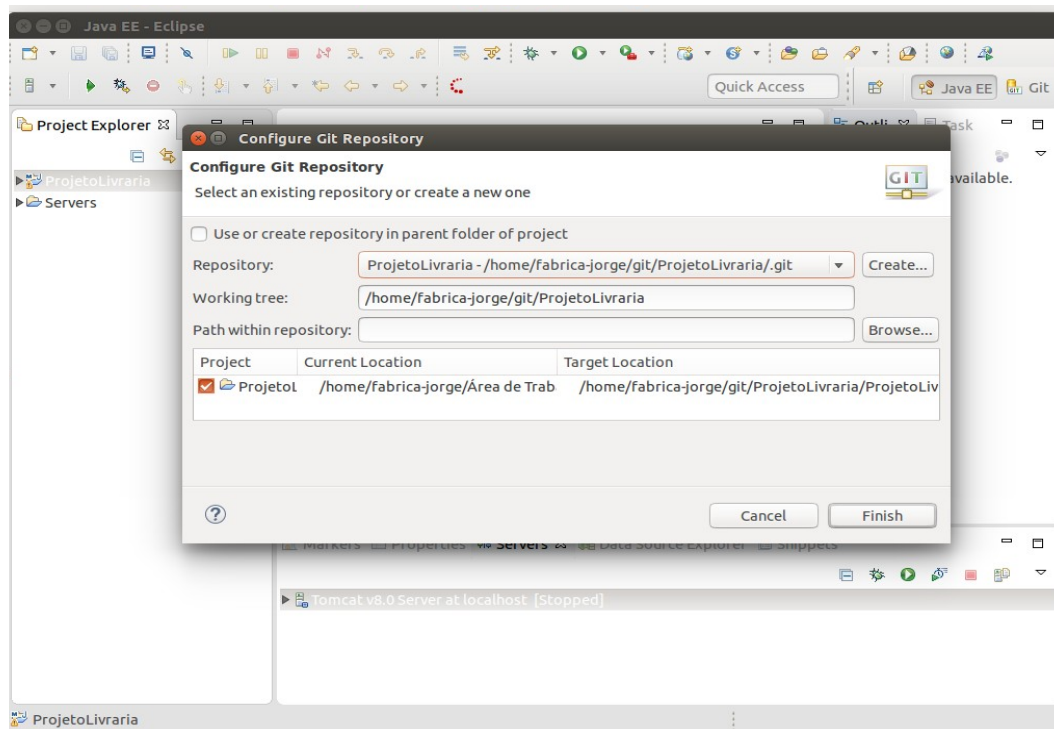 Java EE - Eclipse
Quick Access
Java EE
Git
Project Explorer
Task
ProjetoLivraria
Servers
available.
Configure Git Repository
Configure Git Repository
Select an existing repository or create a new one
GIT
Use or create repository in parent folder of project
Repository: ProjetoLivraria - /home/fabrica-jorge/git/ProjetoLivraria/.git Create...
Working tree: /home/fabrica-jorge/git/ProjetoLivraria
Path within repository: Browse...
Project Current Location Target Location
ProjetoL /home/fabrica-jorge/Área de Trab /home/fabrica-jorge/git/ProjetoLivraria/ProjetoLiv
Cancel Finish
Markers Properties Servers Data Source Explorer Snippets
Tomcat v8.0 Server at localhost [Stopped]
ProjetoLivraria